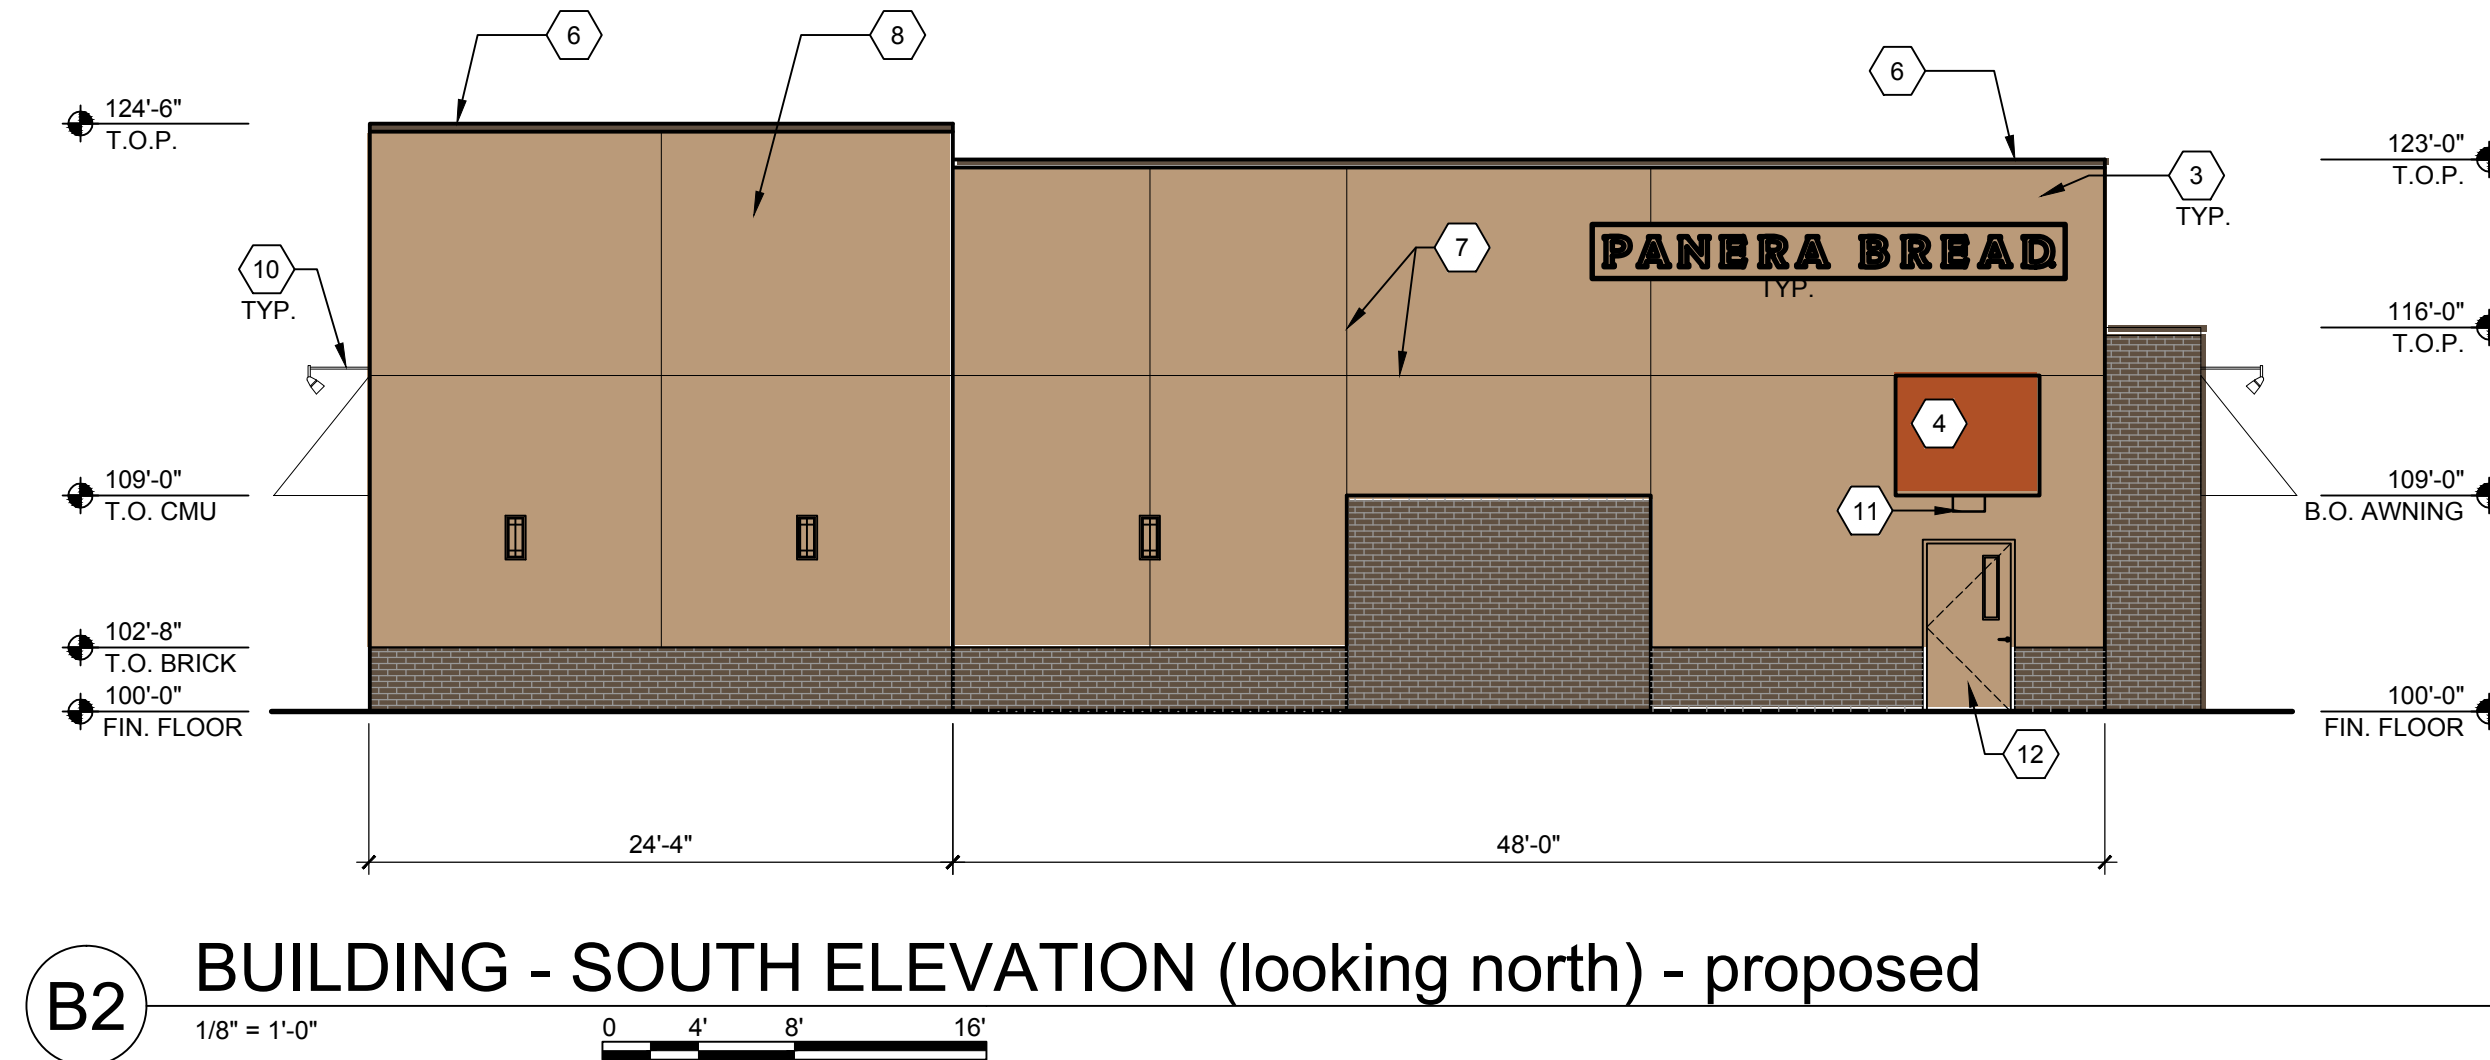 6
8
6
124'-6"
T.O.P.
123'-0"
T.O.P.
3
TYP.
7
PANERA BREAD
TYP.
10
TYP.
116'-0"
T.O.P.
4
109'-0"
T.O. CMU
11
109'-0"
B.O. AWNING
102'-8"
T.O. BRICK
100'-0"
FIN. FLOOR
100'-0"
FIN. FLOOR
12
24'-4"
48'-0"
B2
BUILDING - SOUTH ELEVATION (looking north) - proposed
1/8" = 1'-0"
0 4' 8' 16'